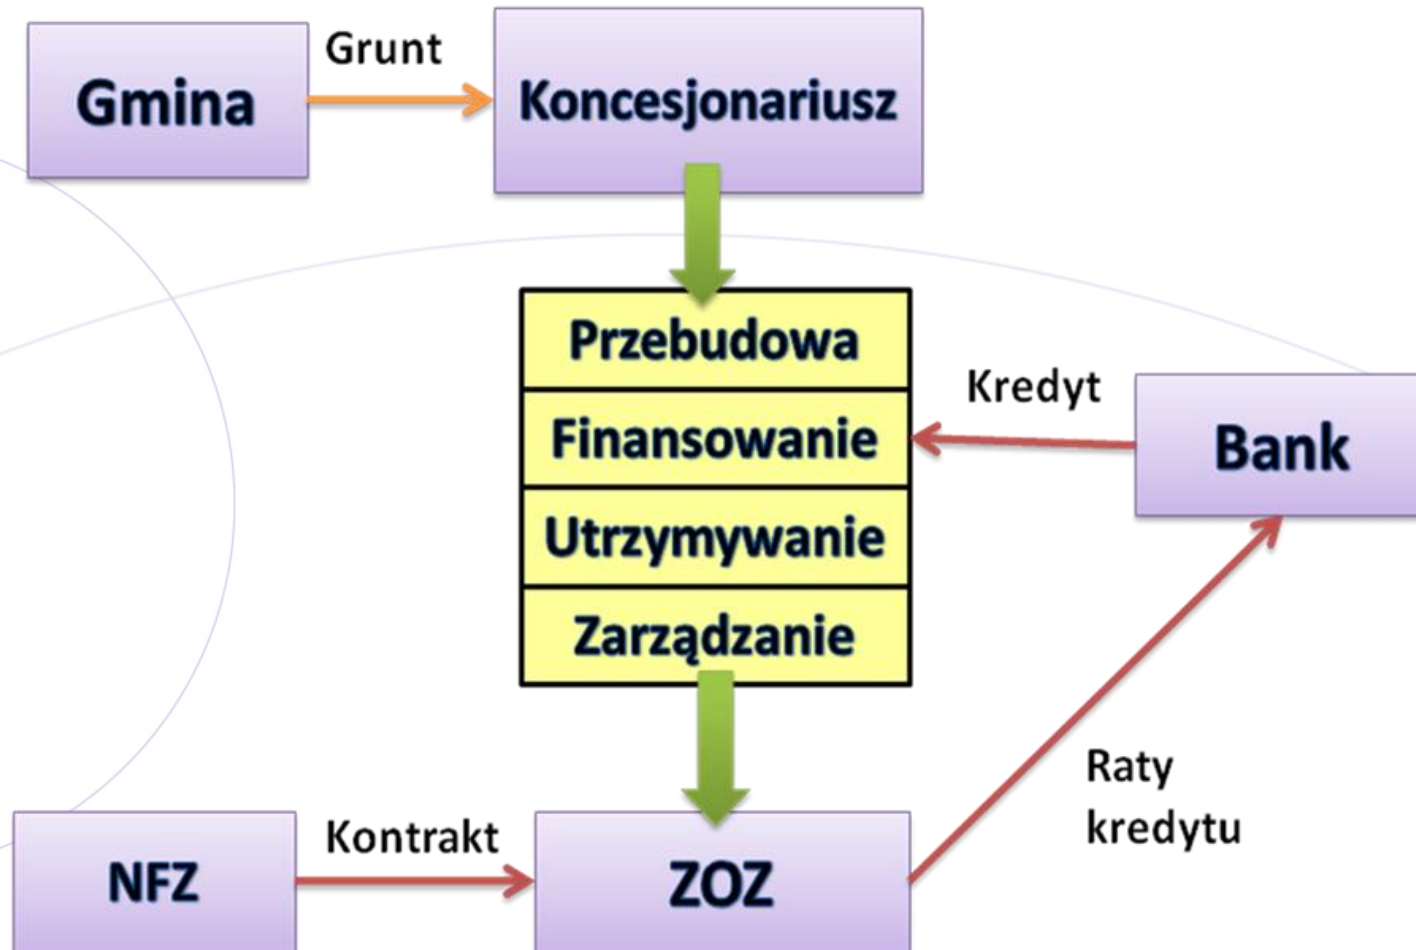 Gmina
Grunt
Koncesjonariusz
Przebudowa
Finansowanie
Utrzymywanie
Zarządzanie
Kredyt
Bank
Raty
kredytu
NFZ
Kontrakt
ZOZ